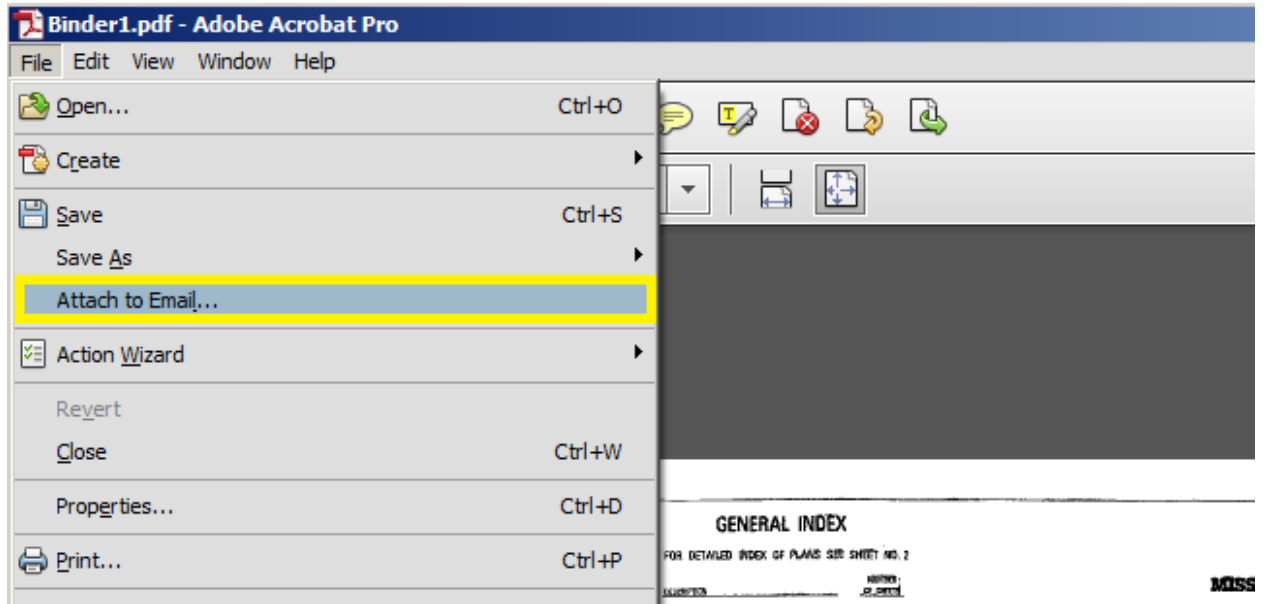 Binder1.pdf - Adobe Acrobat Pro
File Edit View Window Help
Open... Ctrl+O
Create
Save Ctrl+S
Save As
Attach to Email...
Action Wizard
Revert
Close Ctrl+W
Properties... Ctrl+D
Print... Ctrl+P
GENERAL INDEX
FOR DETAILED INDEX OF PLANS SEE SHEET NO. 2
DESCRIPTION
MISS